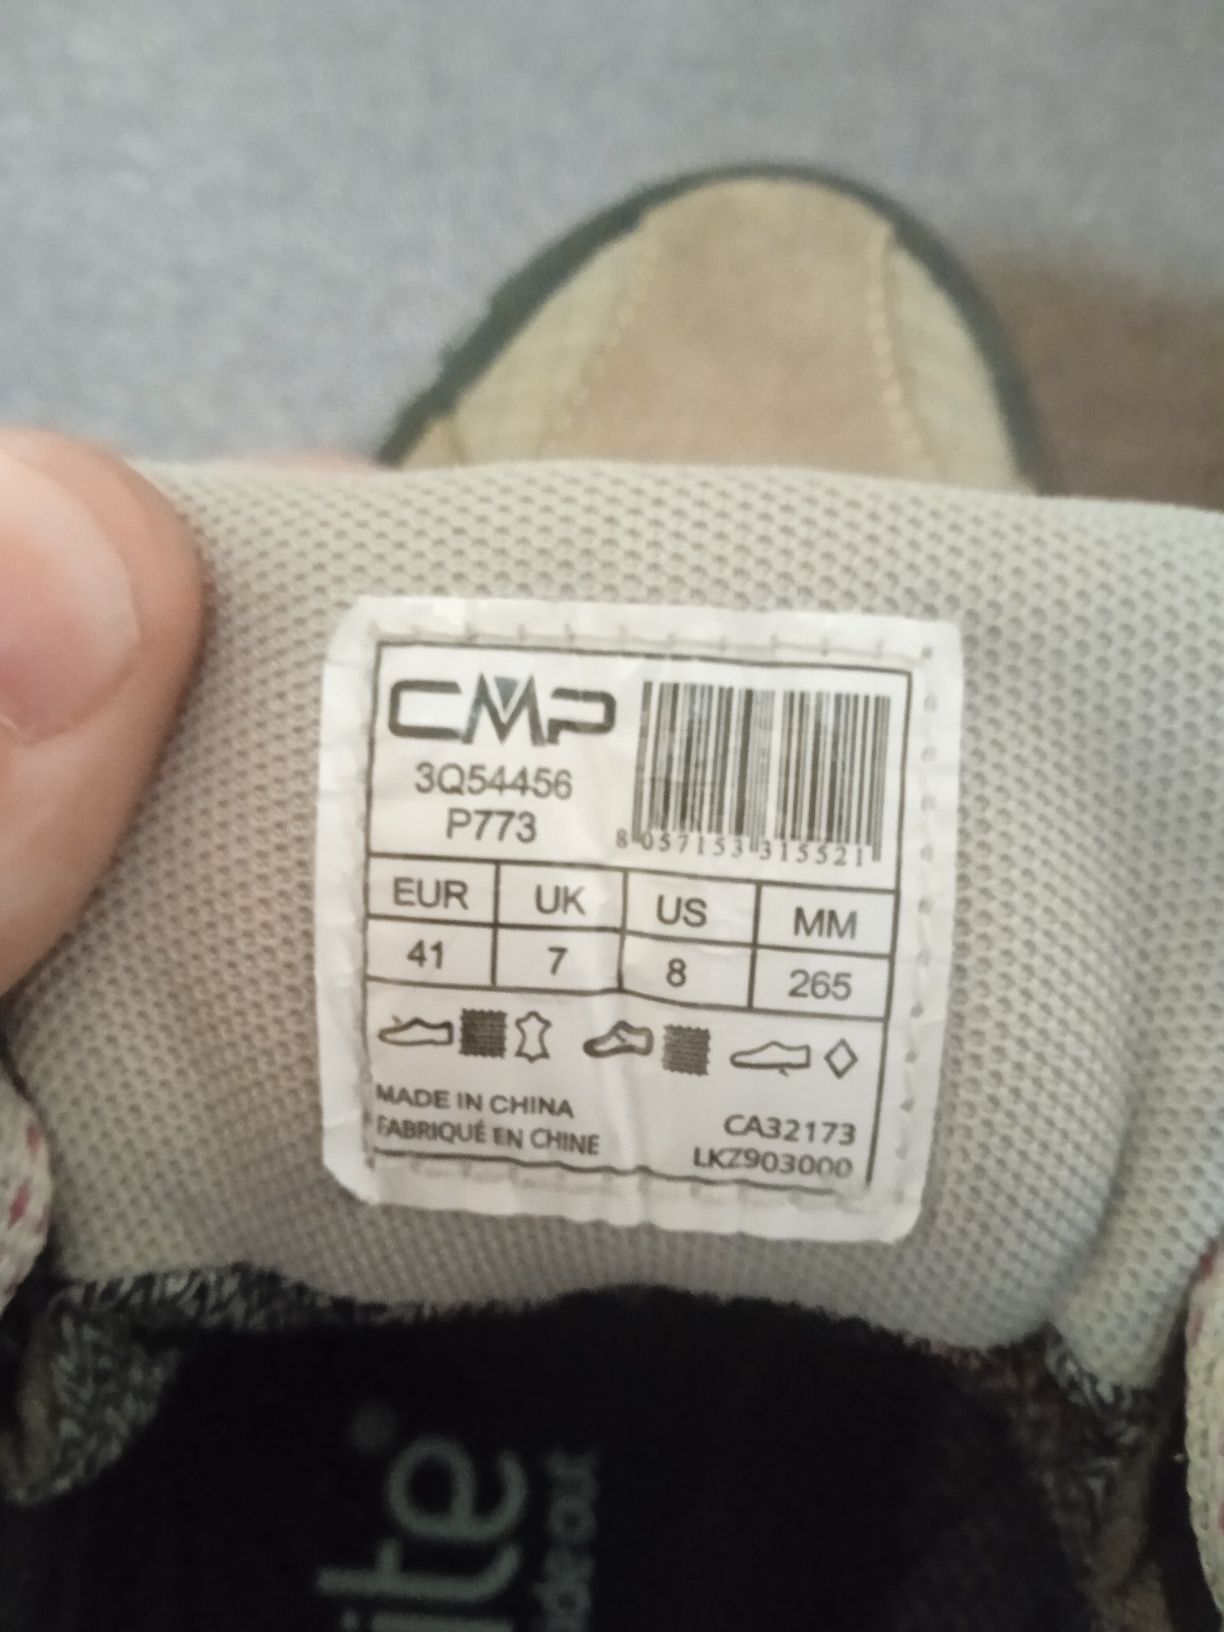 CMP
3Q54456
P773
8 057153 315521
EUR UK US MM
41 7 8 265
MADE IN CHINA
FABRIQUÉ EN CHINE
CA32173
LKZ903000